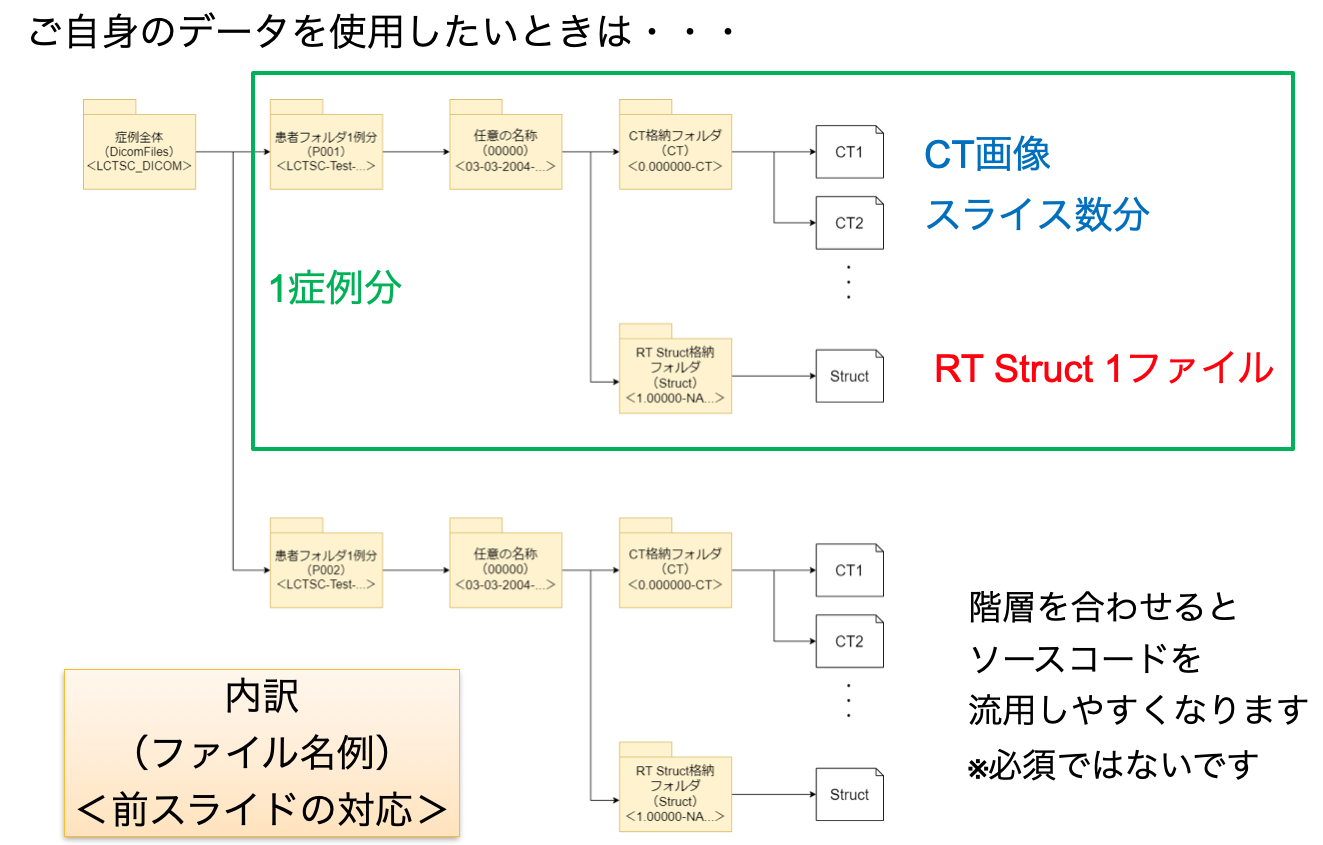 ご自身のデータを使用したいときは・・・
症例全体
（DicomFiles）
＜LCTSC_DICOM＞
患者フォルダ1例分
（P001）
＜LCTSC-Test-...＞
任意の名称
（00000）
＜03-03-2004-...＞
CT格納フォルダ
（CT）
＜0.000000-CT＞
CT1
CT2
CT画像
スライス数分
1症例分
RT Struct格納
フォルダ
（Struct）
＜1.00000-NA...＞
Struct
RT Struct 1ファイル
患者フォルダ1例分
（P002）
＜LCTSC-Test-...＞
任意の名称
（00000）
＜03-03-2004-...＞
CT格納フォルダ
（CT）
＜0.000000-CT＞
CT1
CT2
RT Struct格納
フォルダ
（Struct）
＜1.00000-NA...＞
Struct
階層を合わせると
ソースコードを
流用しやすくなります
※必須ではないです
内訳
（ファイル名例）
＜前スライドの対応＞